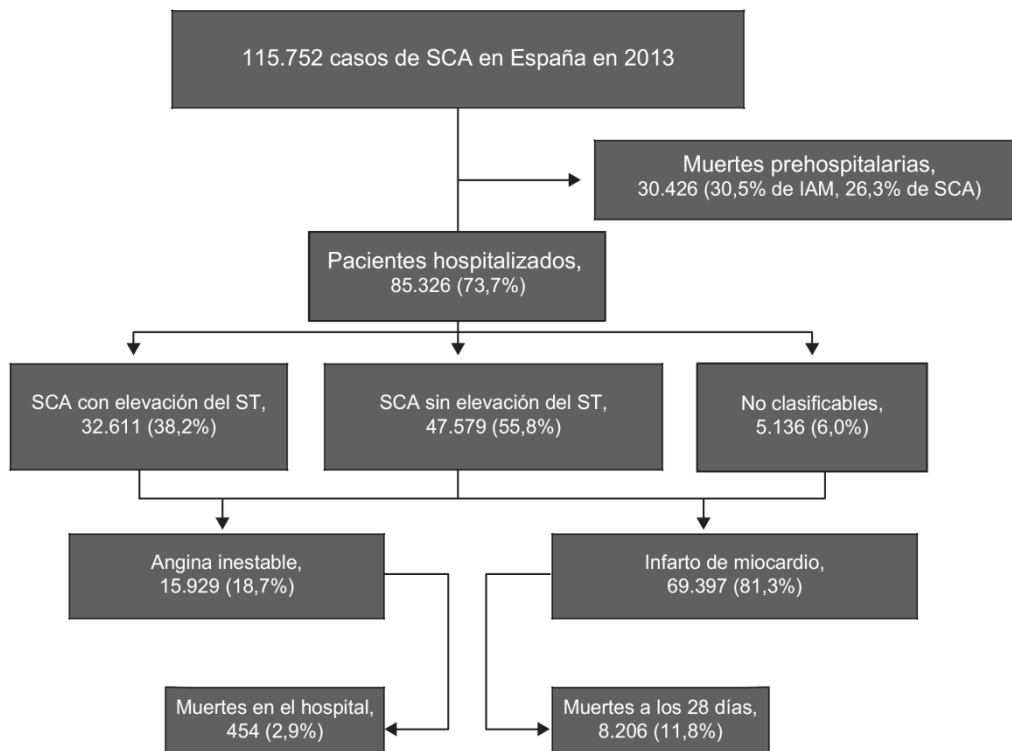 115.752 casos de SCA en España en 2013
Muertes prehospitalarias,
30.426 (30,5% de IAM, 26,3% de SCA)
Pacientes hospitalizados,
85.326 (73,7%)
SCA con elevación del ST,
32.611 (38,2%)
SCA sin elevación del ST,
47.579 (55,8%)
No clasificables,
5.136 (6,0%)
Angina inestable,
15.929 (18,7%)
Infarto de miocardio,
69.397 (81,3%)
Muertes en el hospital,
454 (2,9%)
Muertes a los 28 días,
8.206 (11,8%)